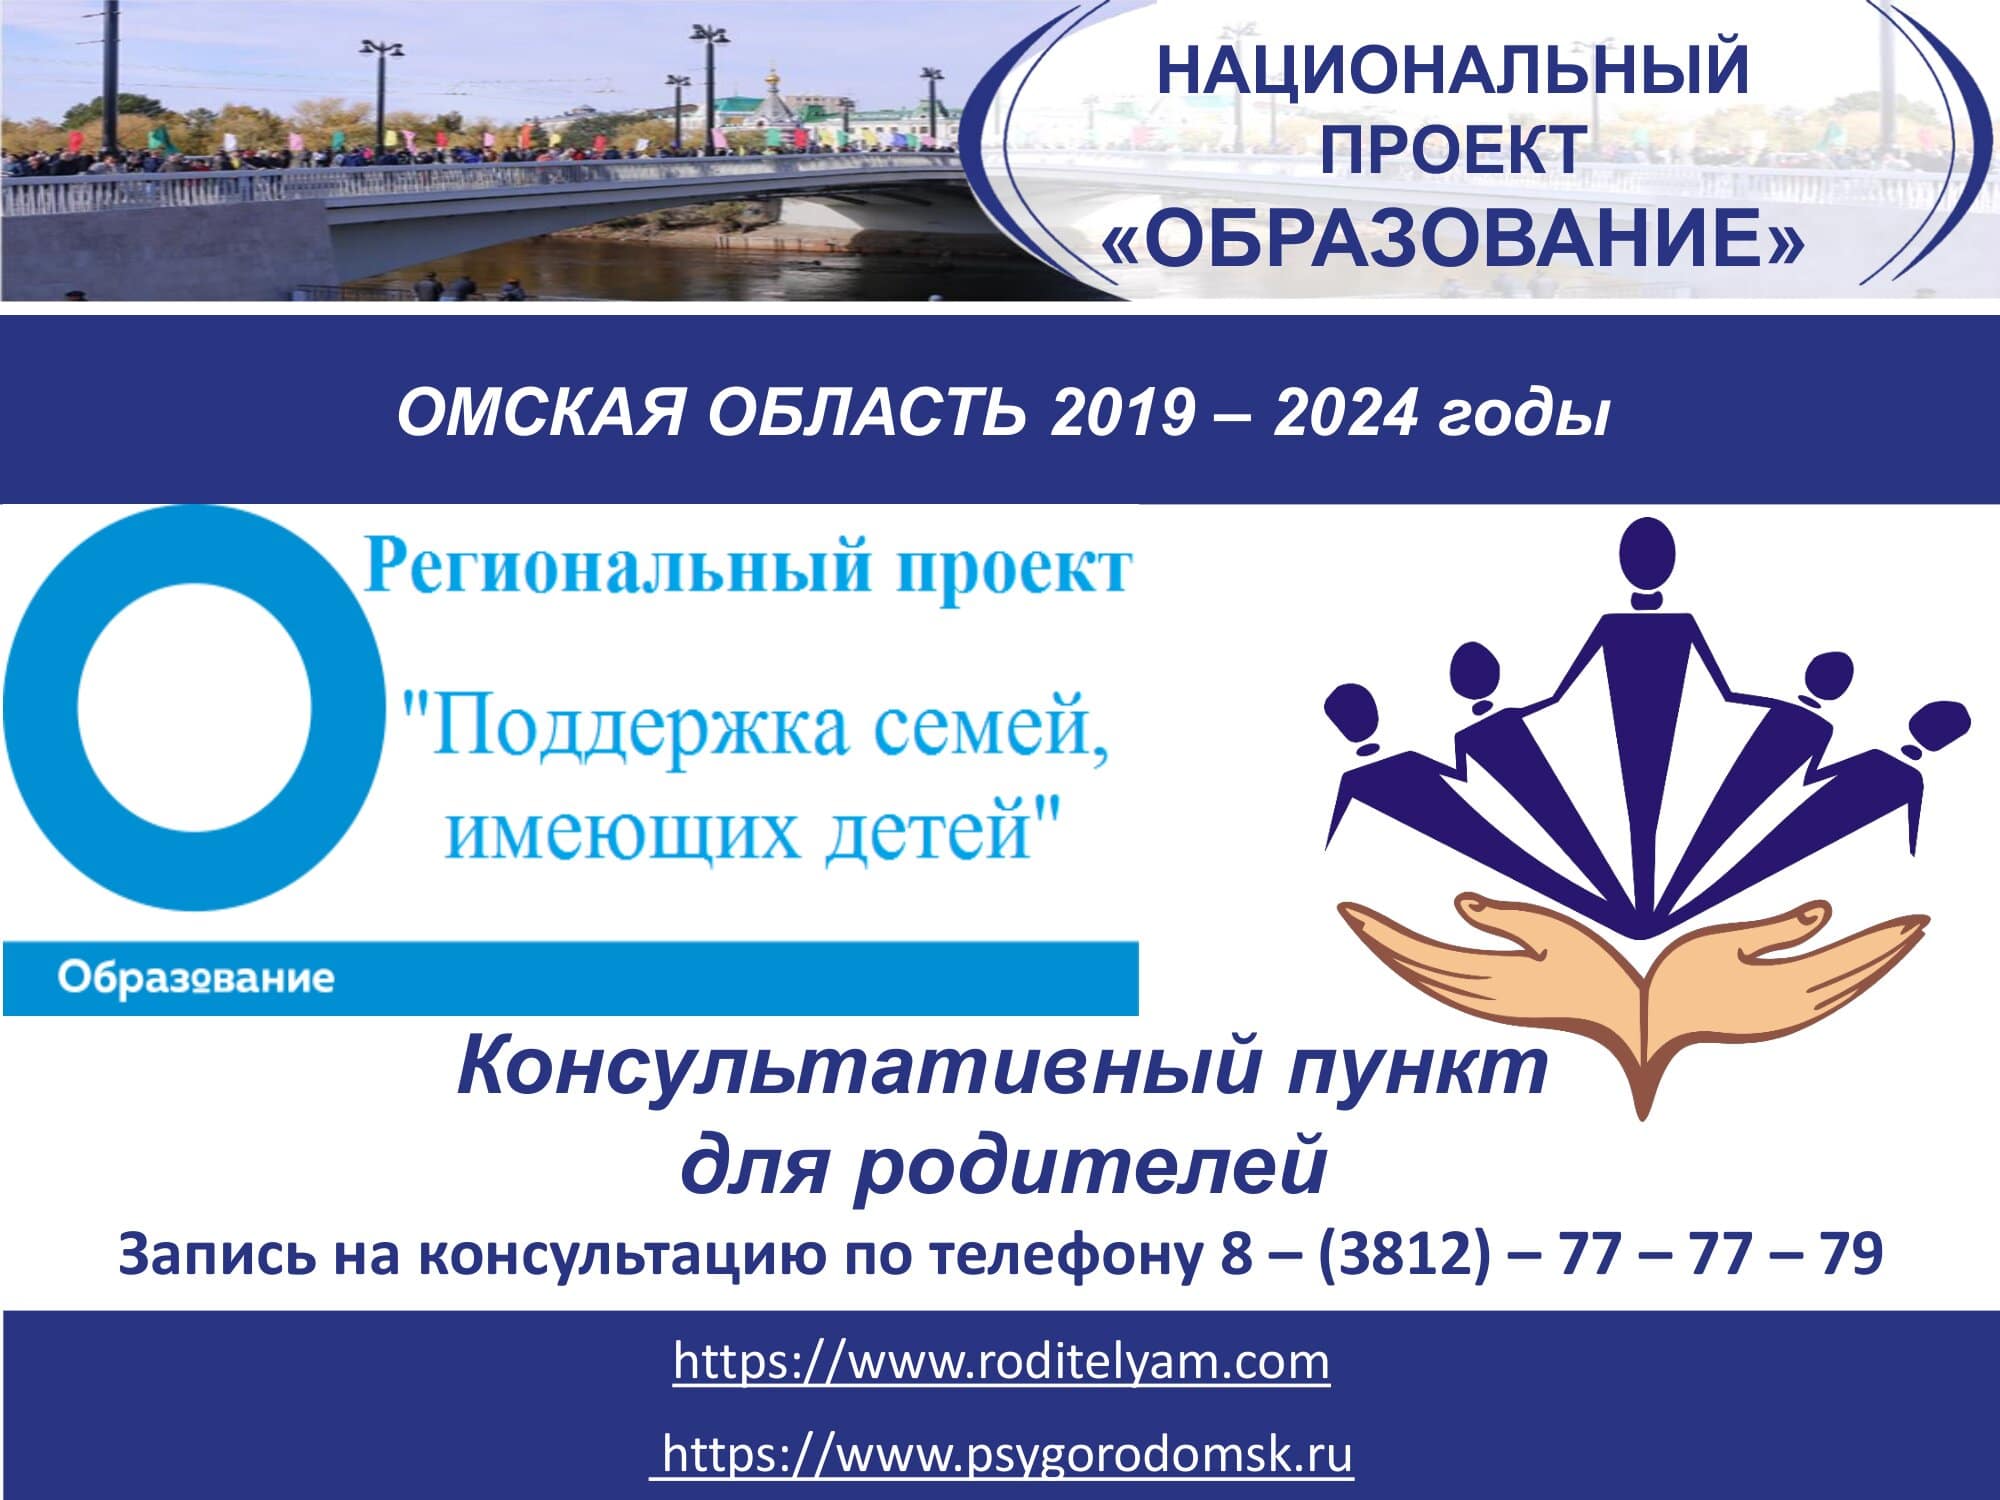 НАЦИОНАЛЬНЫЙ
ПРОЕКТ
«ОБРАЗОВАНИЕ»
ОМСКАЯ ОБЛАСТЬ 2019 – 2024 годы
Региональный проект
"Поддержка семей,
имеющих детей"
Образование
Консультативный пункт
для родителей
Запись на консультацию по телефону 8 – (3812) – 77 – 77 – 79
https://www.roditelyam.com
https://www.psygorodomsk.ru